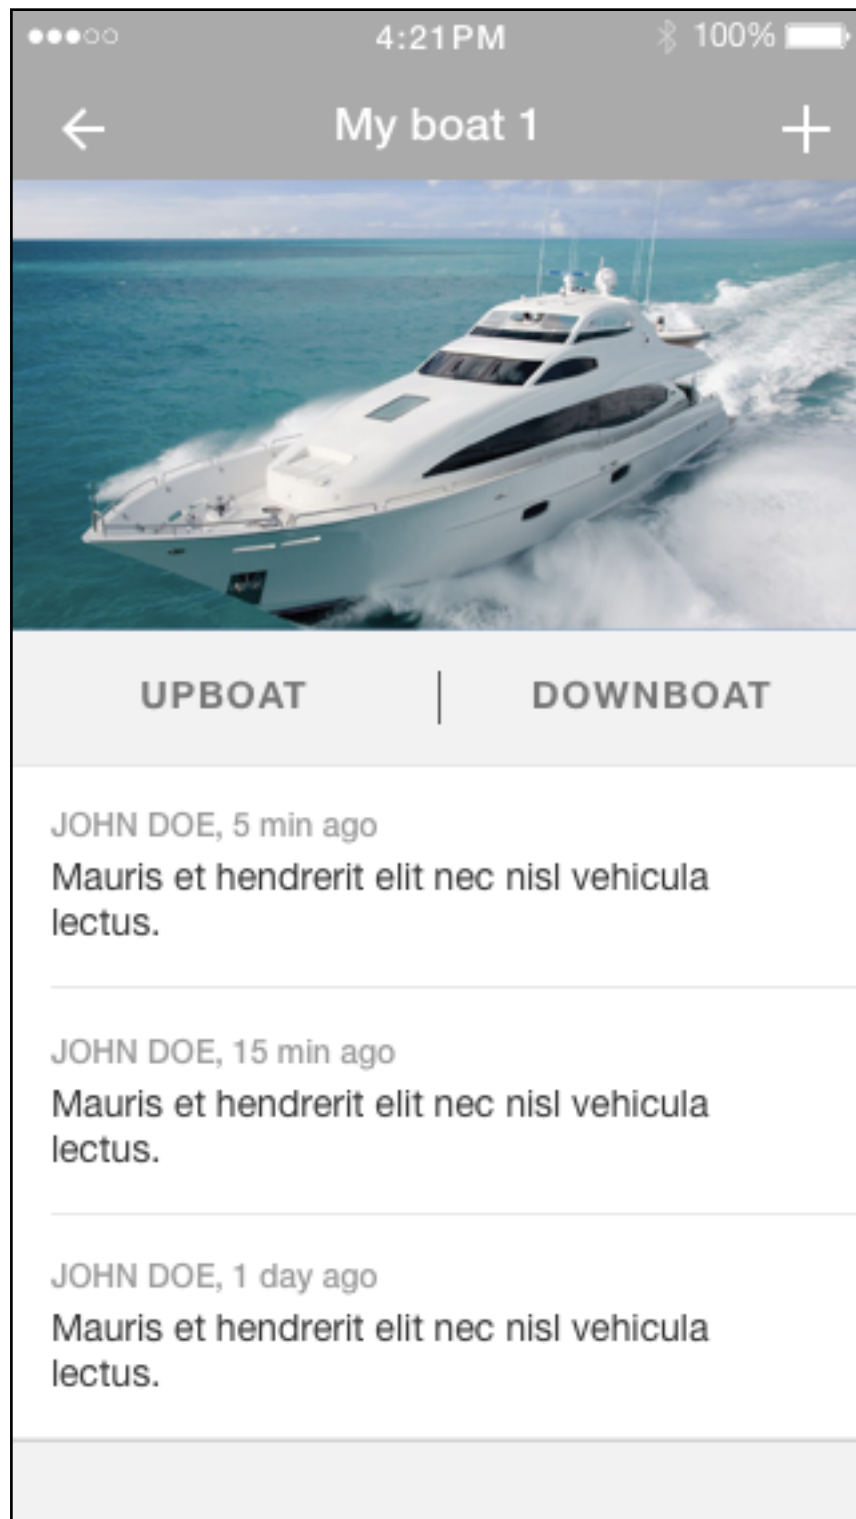 4:21PM
100%
My boat 1
UPBOAT
DOWNBOAT
JOHN DOE, 5 min ago
Mauris et hendrerit elit nec nisl vehicula
lectus.
JOHN DOE, 15 min ago
Mauris et hendrerit elit nec nisl vehicula
lectus.
JOHN DOE, 1 day ago
Mauris et hendrerit elit nec nisl vehicula
lectus.